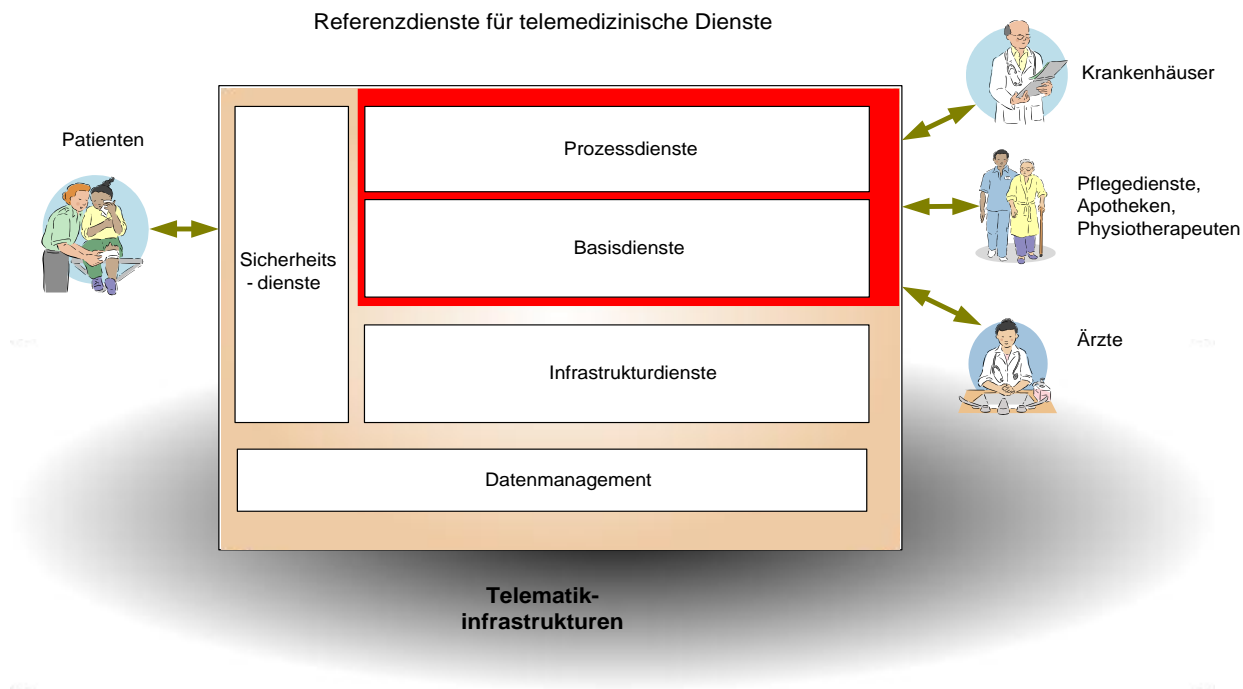 Referenzdienste für telemedizinische Dienste
Patienten
Sicherheits
- dienste
Prozessdienste
Basisdienste
Infrastrukturdienste
Datenmanagement
Krankenhäuser
Pflegedienste,
Apotheken,
Physiotherapeuten
Ärzte
Telematik-
infrastrukturen